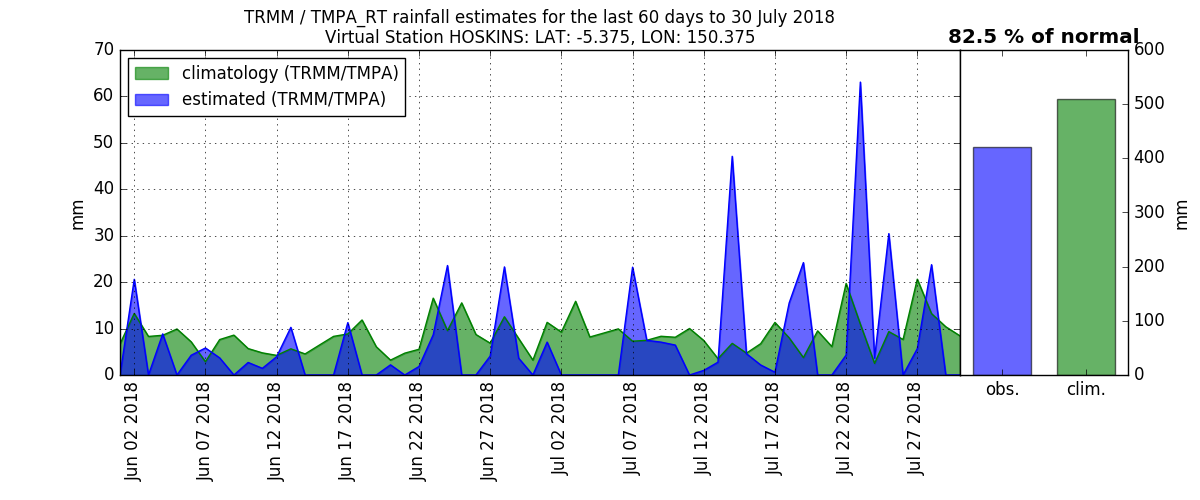 TRMM / TMPA_RT rainfall estimates for the last 60 days to 30 July 2018
Virtual Station HOSKINS: LAT: -5.375, LON: 150.375
82.5 % of normal
climatology (TRMM/TMPA)
estimated (TRMM/TMPA)
70
60
50
40
30
20
10
0
mm
Jun 02 2018
Jun 07 2018
Jun 12 2018
Jun 17 2018
Jun 22 2018
Jun 27 2018
Jul 02 2018
Jul 07 2018
Jul 12 2018
Jul 17 2018
Jul 22 2018
Jul 27 2018
obs.
clim.
600
500
400
300
200
100
0
mm